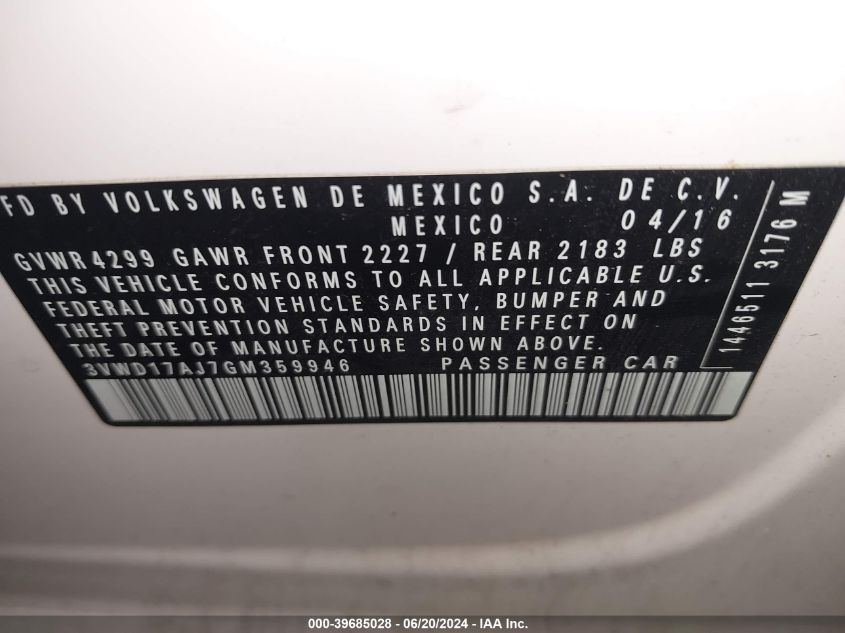 FD BY VOLKSWAGEN DE MEXICO S.A. DE C.V.
MEXICO 04/16
GVWR 4299 GAWR FRONT 2227 / REAR 2183 LBS
THIS VEHICLE CONFORMS TO ALL APPLICABLE U.S.
FEDERAL MOTOR VEHICLE SAFETY, BUMPER AND
THEFT PREVENTION STANDARDS IN EFFECT ON
THE DATE OF MANUFACTURE SHOWN ABOVE.
3VWD17AJ7GM359946 PASSENGER CAR
1446511 3176 M
000-39685028 - 06/20/2024 - IAA Inc.